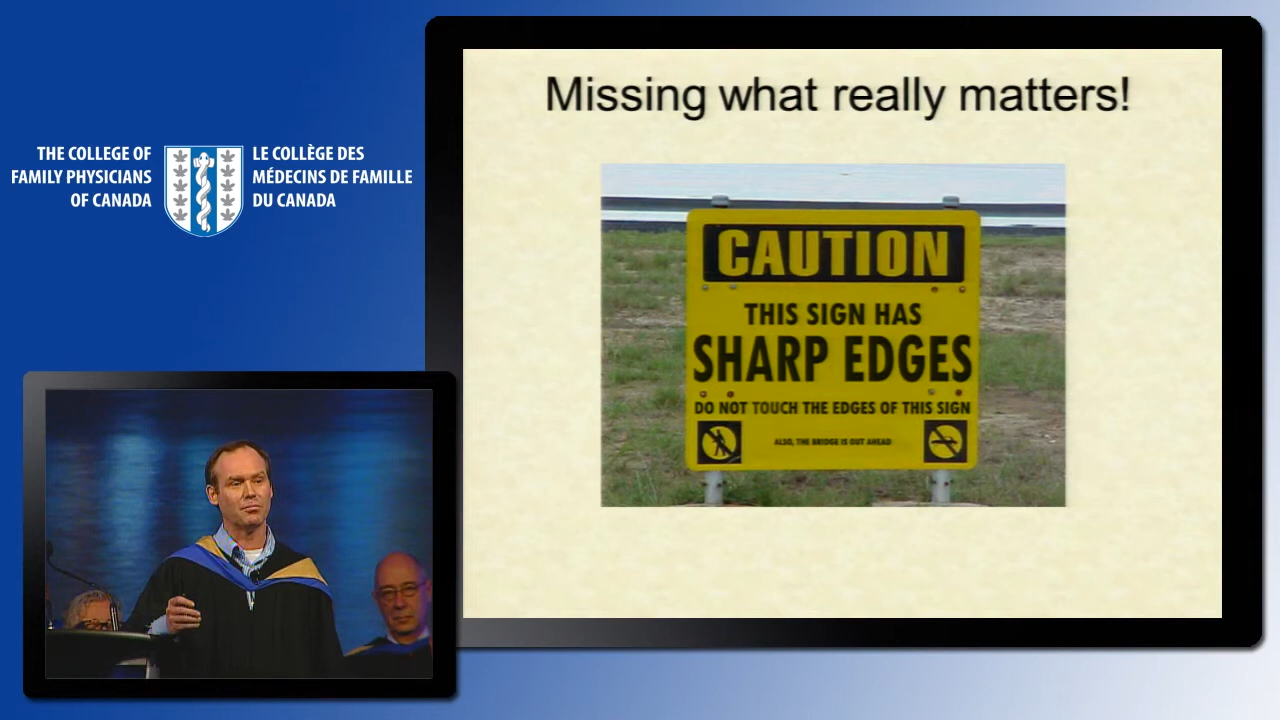 THE COLLEGE OF
FAMILY PHYSICIANS
OF CANADA
LE COLLÈGE DES
MÉDECINS DE FAMILLE
DU CANADA
Missing what really matters!
CAUTION
THIS SIGN HAS
SHARP EDGES
DO NOT TOUCH THE EDGES OF THIS SIGN
ALSO, THE BRIDGE IS OUT AHEAD